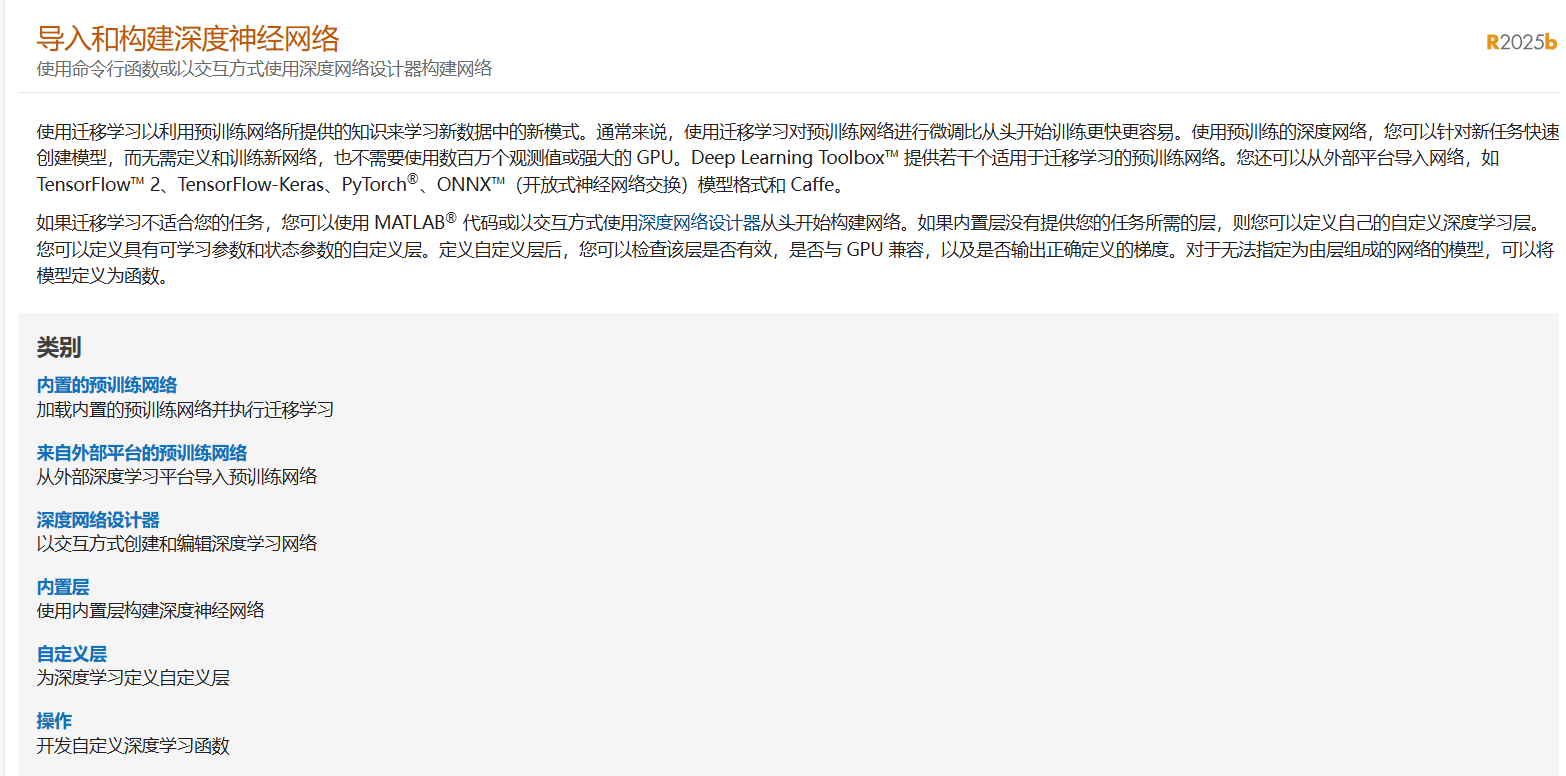 导入和构建深度神经网络
R2025b
使用命令行函数或以交互方式使用深度网络设计器构建网络
使用迁移学习以利用预训练网络所提供的知识来学习新数据中的新模式。通常来说，使用迁移学习对预训练网络进行微调比从头开始训练更快更容易。使用预训练的深度网络，您可以针对新任务快速
创建模型，而无需定义和训练新网络，也不需要使用数百万个观测值或强大的 GPU。Deep Learning Toolbox™ 提供若干个适用于迁移学习的预训练网络。您还可以从外部平台导入网络，如
TensorFlow™ 2、TensorFlow-Keras、PyTorch®、ONNX™（开放式神经网络交换）模型格式和 Caffe。
如果迁移学习不适合您的任务，您可以使用 MATLAB® 代码或以交互方式使用深度网络设计器从头开始构建网络。如果内置层没有提供您的任务所需的层，则您可以定义自己的自定义深度学习层。
您可以定义具有可学习参数和状态参数的自定义层。定义自定义层后，您可以检查该层是否有效，是否与 GPU 兼容，以及是否输出正确定义的梯度。对于无法指定为由层组成的网络的模型，可以将
模型定义为函数。
类别
内置的预训练网络
加载内置的预训练网络并执行迁移学习
来自外部平台的预训练网络
从外部深度学习平台导入预训练网络
深度网络设计器
以交互方式创建和编辑深度学习网络
内置层
使用内置层构建深度神经网络
自定义层
为深度学习定义自定义层
操作
开发自定义深度学习函数